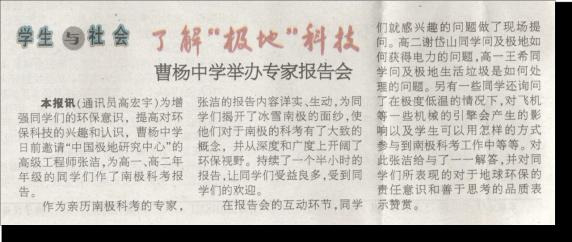 学生与社会
了解“极地”科技
曹杨中学举办专家报告会
本报讯(通讯员高宏宇)为增
强同学们的环保意识，提高对环
保科技的兴趣和认识，曹杨中学
日前邀请“中国极地研究中心”的
高级工程师张洁,为高一、高二年
年级的同学们作了南极科考报
告。
作为亲历南极科考的专家，
张洁的报告内容详实、生动,为同
学们揭开了冰雪南极的面纱,使
他们对于南极的科考有了大致的
概念，并从深度和广度上开阔了
环保视野。持续了一个半小时的
报告,让同学们受益良多,受到同
学们的欢迎。
在报告会的互动环节,同学
们就感兴趣的问题做了现场提
问。高二谢岱山同学问及极地如
何获得电力的问题,高一王希同
学问及极地生活垃圾是如何处
理的问题。另有一些同学还询问
了在极度低温的情况下,对飞机
等一些机械的引擎会产生的影
响以及学生可以用怎样的方式
参与到南极科考工作中等等。对
此张洁给与了一一解答,并对同
学们所表现的对于地球环保的
责任意识和善于思考的品质表
示赞赏。